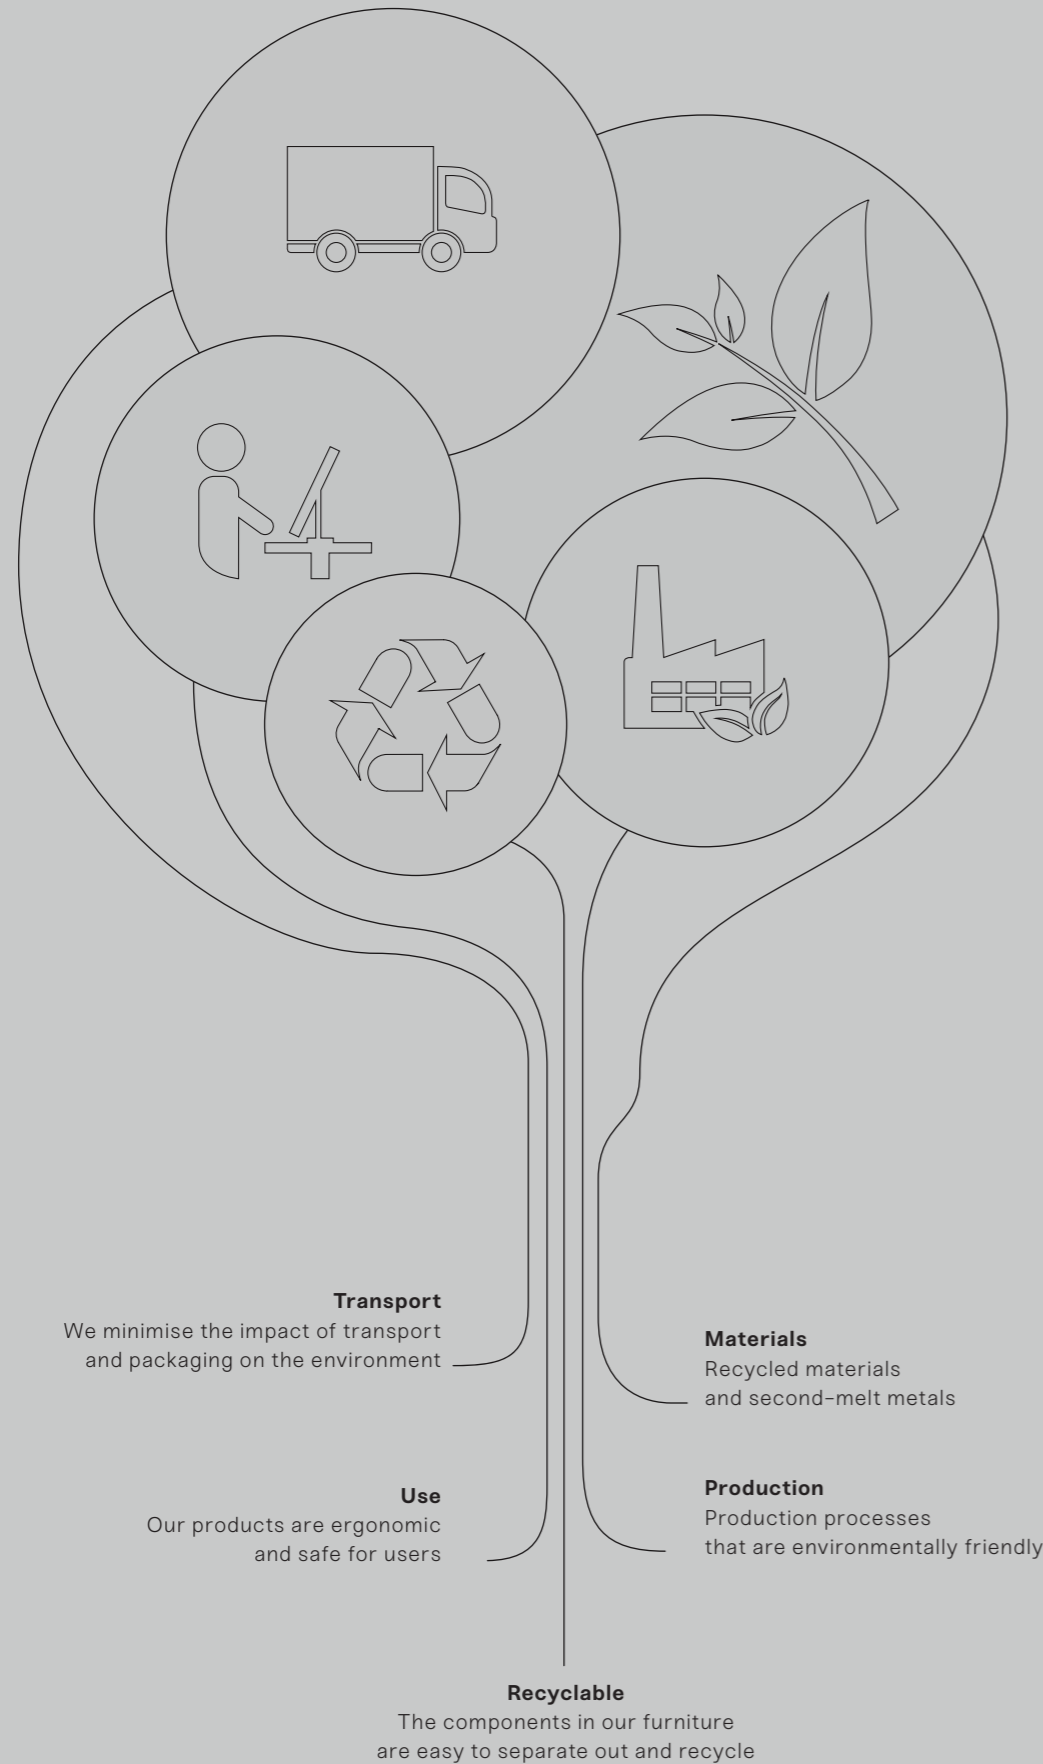 Transport
We minimise the impact of transport
and packaging on the environment
Materials
Recycled materials
and second-melt metals
Use
Our products are ergonomic
and safe for users
Production
Production processes
that are environmentally friendly
Recyclable
The components in our furniture
are easy to separate out and recycle